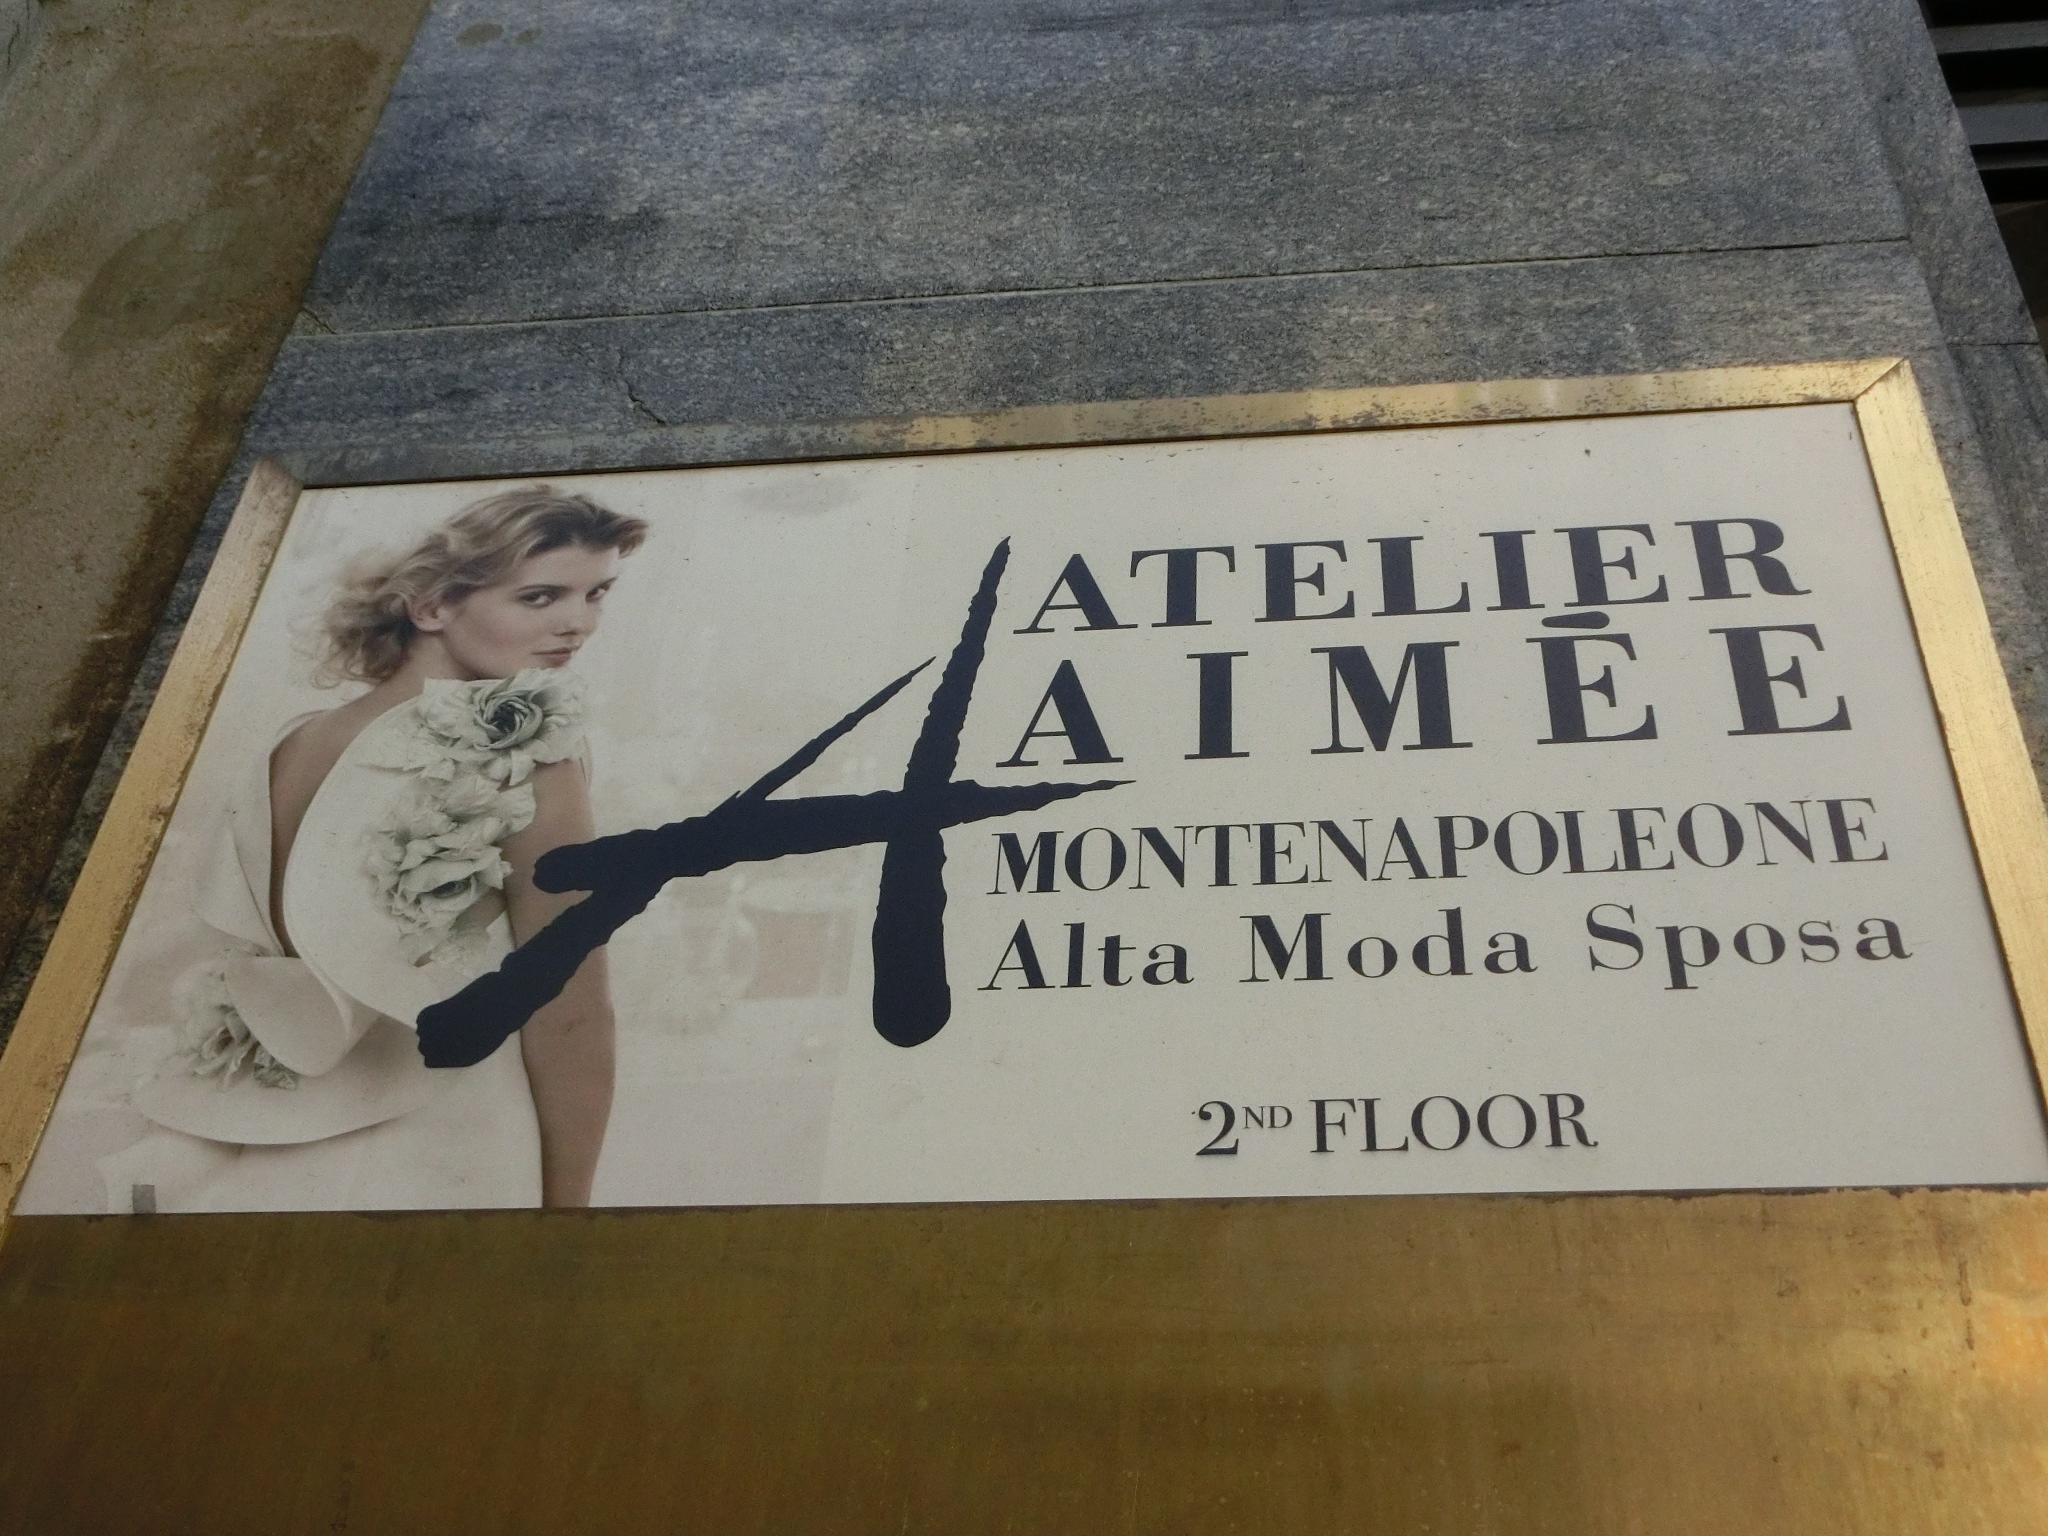 A
ATELIER
AIMÉE
MONTENAPOLEONE
Alta Moda Sposa
2ND FLOOR